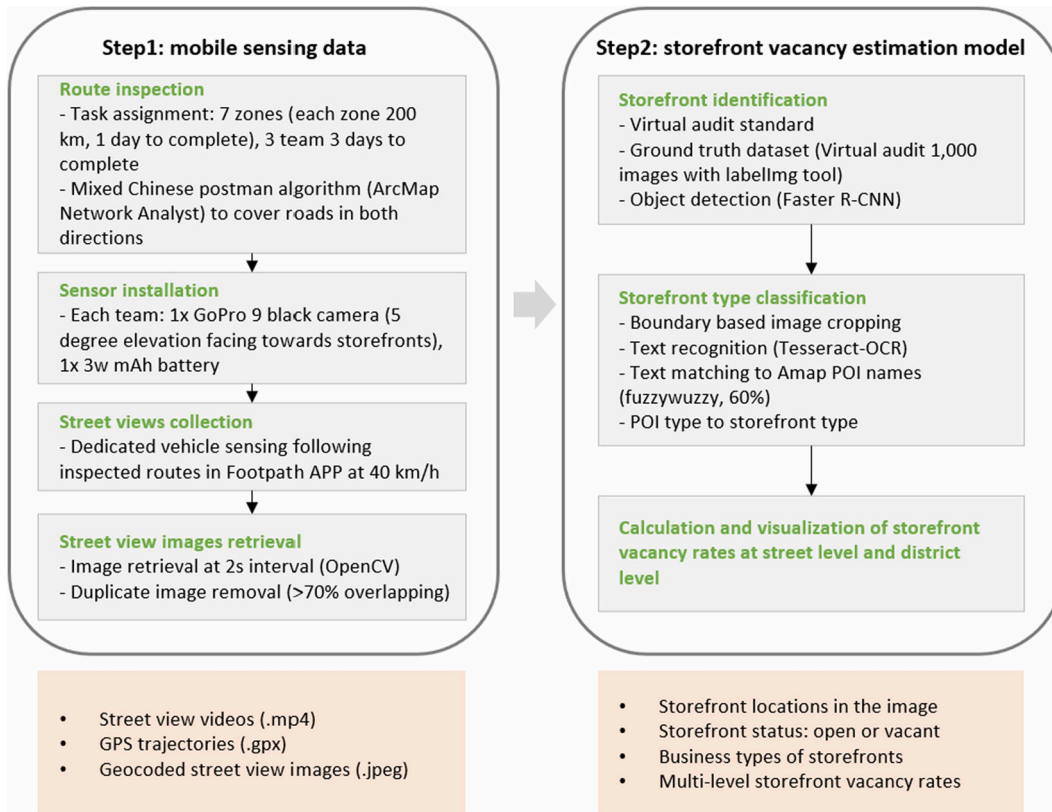 Step1: mobile sensing data
Route inspection
- Task assignment: 7 zones (each zone 200
km, 1 day to complete), 3 team 3 days to
complete
- Mixed Chinese postman algorithm (ArcMap
Network Analyst) to cover roads in both
directions
Sensor installation
- Each team: 1x GoPro 9 black camera (5
degree elevation facing towards storefronts),
1x 3w mAh battery
Street views collection
- Dedicated vehicle sensing following
inspected routes in Footpath APP at 40 km/h
Street view images retrieval
- Image retrieval at 2s interval (OpenCV)
- Duplicate image removal (>70% overlapping)
• Street view videos (.mp4)
• GPS trajectories (.gpx)
• Geocoded street view images (.jpeg)
Step2: storefront vacancy estimation model
Storefront identification
- Virtual audit standard
- Ground truth dataset (Virtual audit 1,000
images with labelImg tool)
- Object detection (Faster R-CNN)
Storefront type classification
- Boundary based image cropping
- Text recognition (Tesseract-OCR)
- Text matching to Amap POI names
(fuzzywuzzy, 60%)
- POI type to storefront type
Calculation and visualization of storefront
vacancy rates at street level and district
level
• Storefront locations in the image
• Storefront status: open or vacant
• Business types of storefronts
• Multi-level storefront vacancy rates